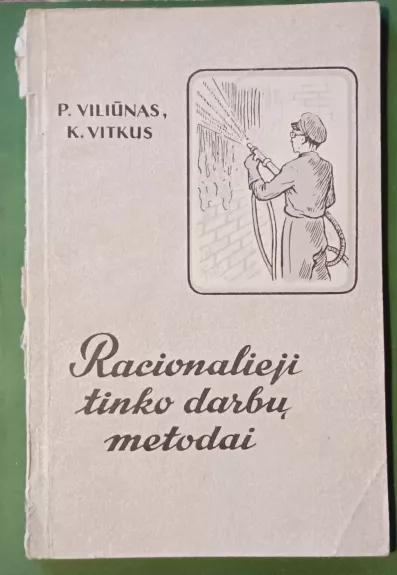 P. VILIŪNAS,
K. VITKUS
Racionalieji
tinko darbų
metodai